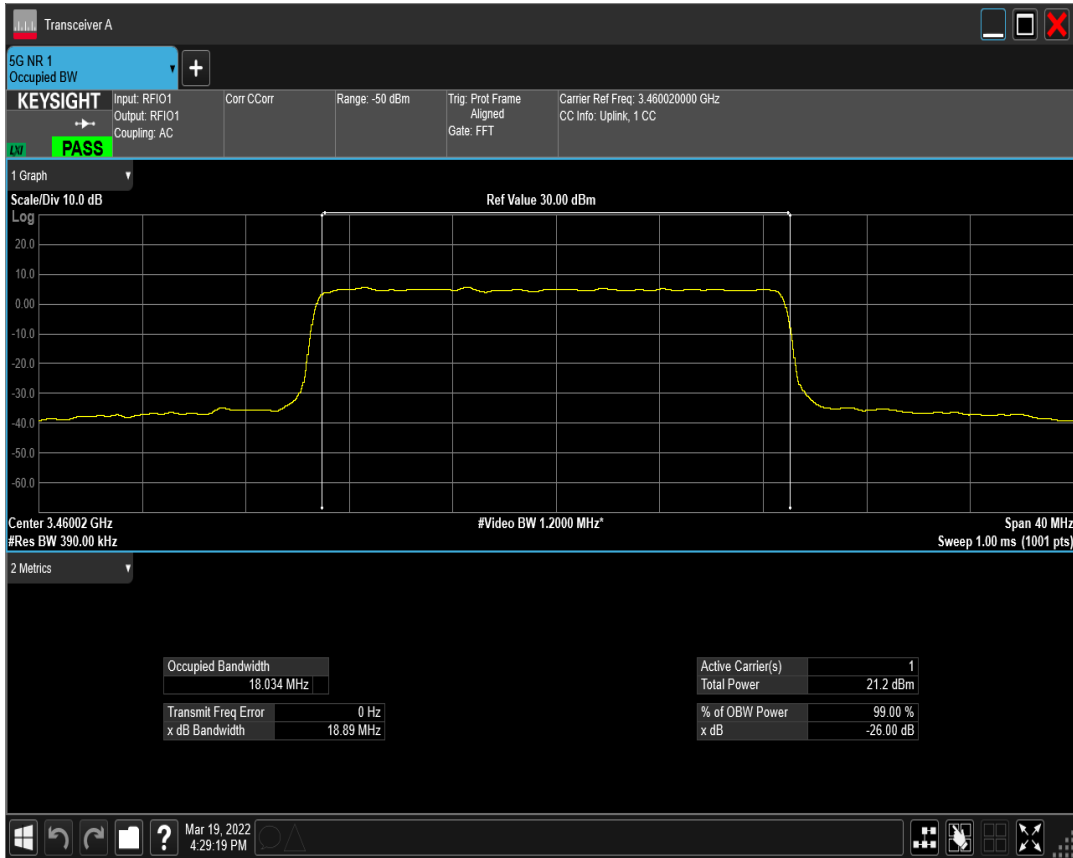 Transceiver A
5G NR 1
Occupied BW
KEYSIGHT
LXI
PASS
Input: RFIO1
Output: RFIO1
Coupling: AC
Corr CCorr
Range: -50 dBm
Trig: Prot Frame
Aligned
Gate: FFT
Carrier Ref Freq: 3.460020000 GHz
CC Info: Uplink, 1 CC
1 Graph
Scale/Div 10.0 dB
Ref Value 30.00 dBm
Log
20.0
10.0
0.00
-10.0
-20.0
-30.0
-40.0
-50.0
-60.0
Center 3.46002 GHz
#Video BW 1.2000 MHz*
Span 40 MHz
#Res BW 390.00 kHz
Sweep 1.00 ms (1001 pts)
2 Metrics
Occupied Bandwidth
18.034 MHz
Transmit Freq Error 0 Hz
x dB Bandwidth 18.89 MHz
Active Carrier(s) 1
Total Power 21.2 dBm
% of OBW Power 99.00 %
x dB -26.00 dB
Mar 19, 2022
4:29:19 PM